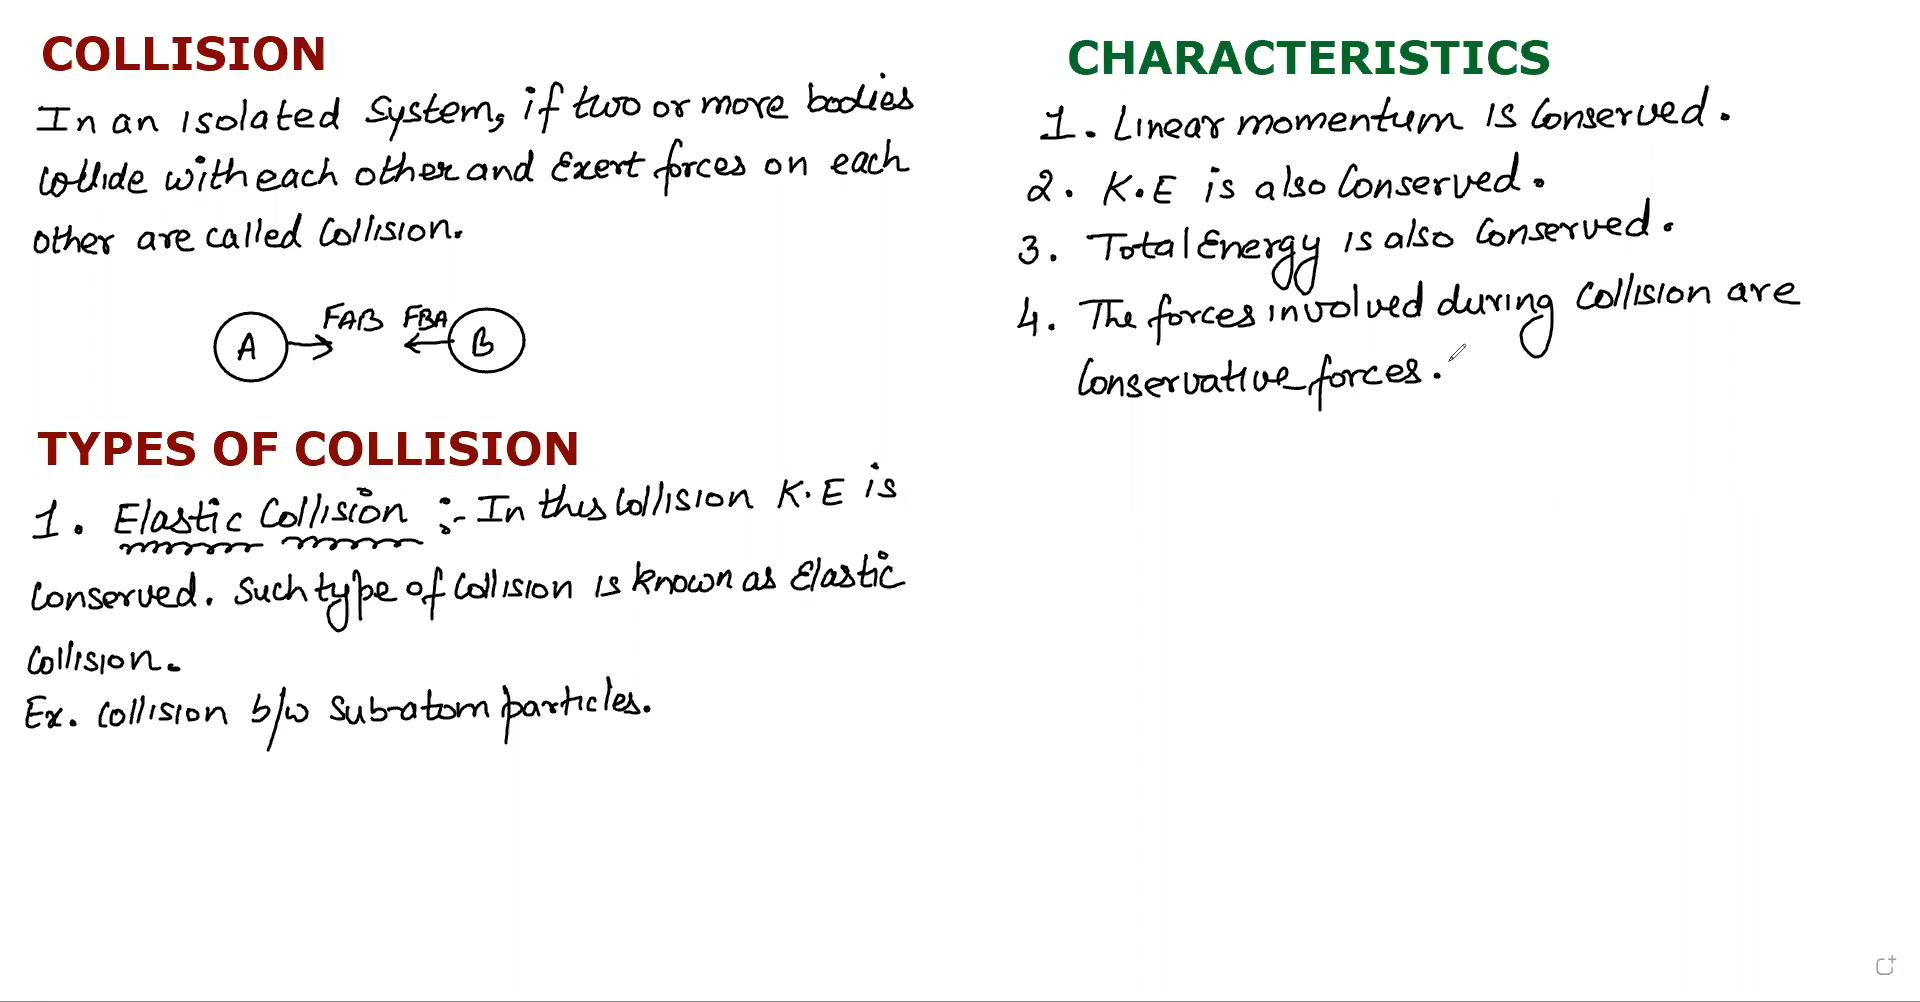 COLLISION
In an isolated system, if two or more bodies
collide with each other and exert forces on each
other are called collision.
A FAB FBA B
TYPES OF COLLISION
1. Elastic Collision :- In this collision K.E is
conserved. Such type of collision is known as Elastic
collision.
Ex. collision b/w sub-atom particles.
CHARACTERISTICS
1. Linear momentum is conserved.
2. K.E is also conserved.
3. Total Energy is also conserved.
4. The forces involved during collision are
conservative forces.